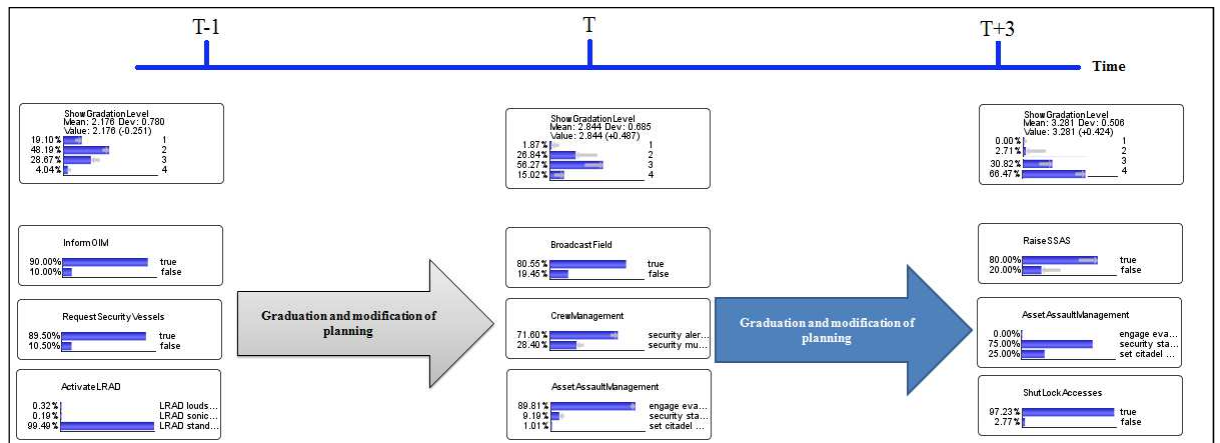 T-1
T
T+3
Time
Show Gradation Level
Mean: 2.176 Dev: 0.780
Value: 2.176 (-0.251)
19.10% 1
48.19% 2
28.67% 3
4.04% 4
Show Gradation Level
Mean: 2.844 Dev: 0.685
Value: 2.844 (+0.487)
1.87% 1
26.84% 2
56.27% 3
15.02% 4
Show Gradation Level
Mean: 3.281 Dev: 0.506
Value: 3.281 (+0.424)
0.00% 1
2.71% 2
30.82% 3
66.47% 4
Inform OIM
90.00% true
10.00% false
Request Security Vessels
89.50% true
10.50% false
Activate LRAD
0.32% LRAD louds...
0.19% LRAD sonic...
99.49% LRAD stand...
Graduation and modification of
planning
Broadcast Field
80.55% true
19.45% false
Crew Management
71.60% security aler...
28.40% security mu...
Asset Assault Management
89.81% engage eva...
9.19% security sta...
1.01% set citadel ...
Graduation and modification of
planning
Raise SSAS
80.00% true
20.00% false
Asset Assault Management
0.00% engage eva...
75.00% security sta...
25.00% set citadel ...
Shut Lock Accesses
97.23% true
2.77% false